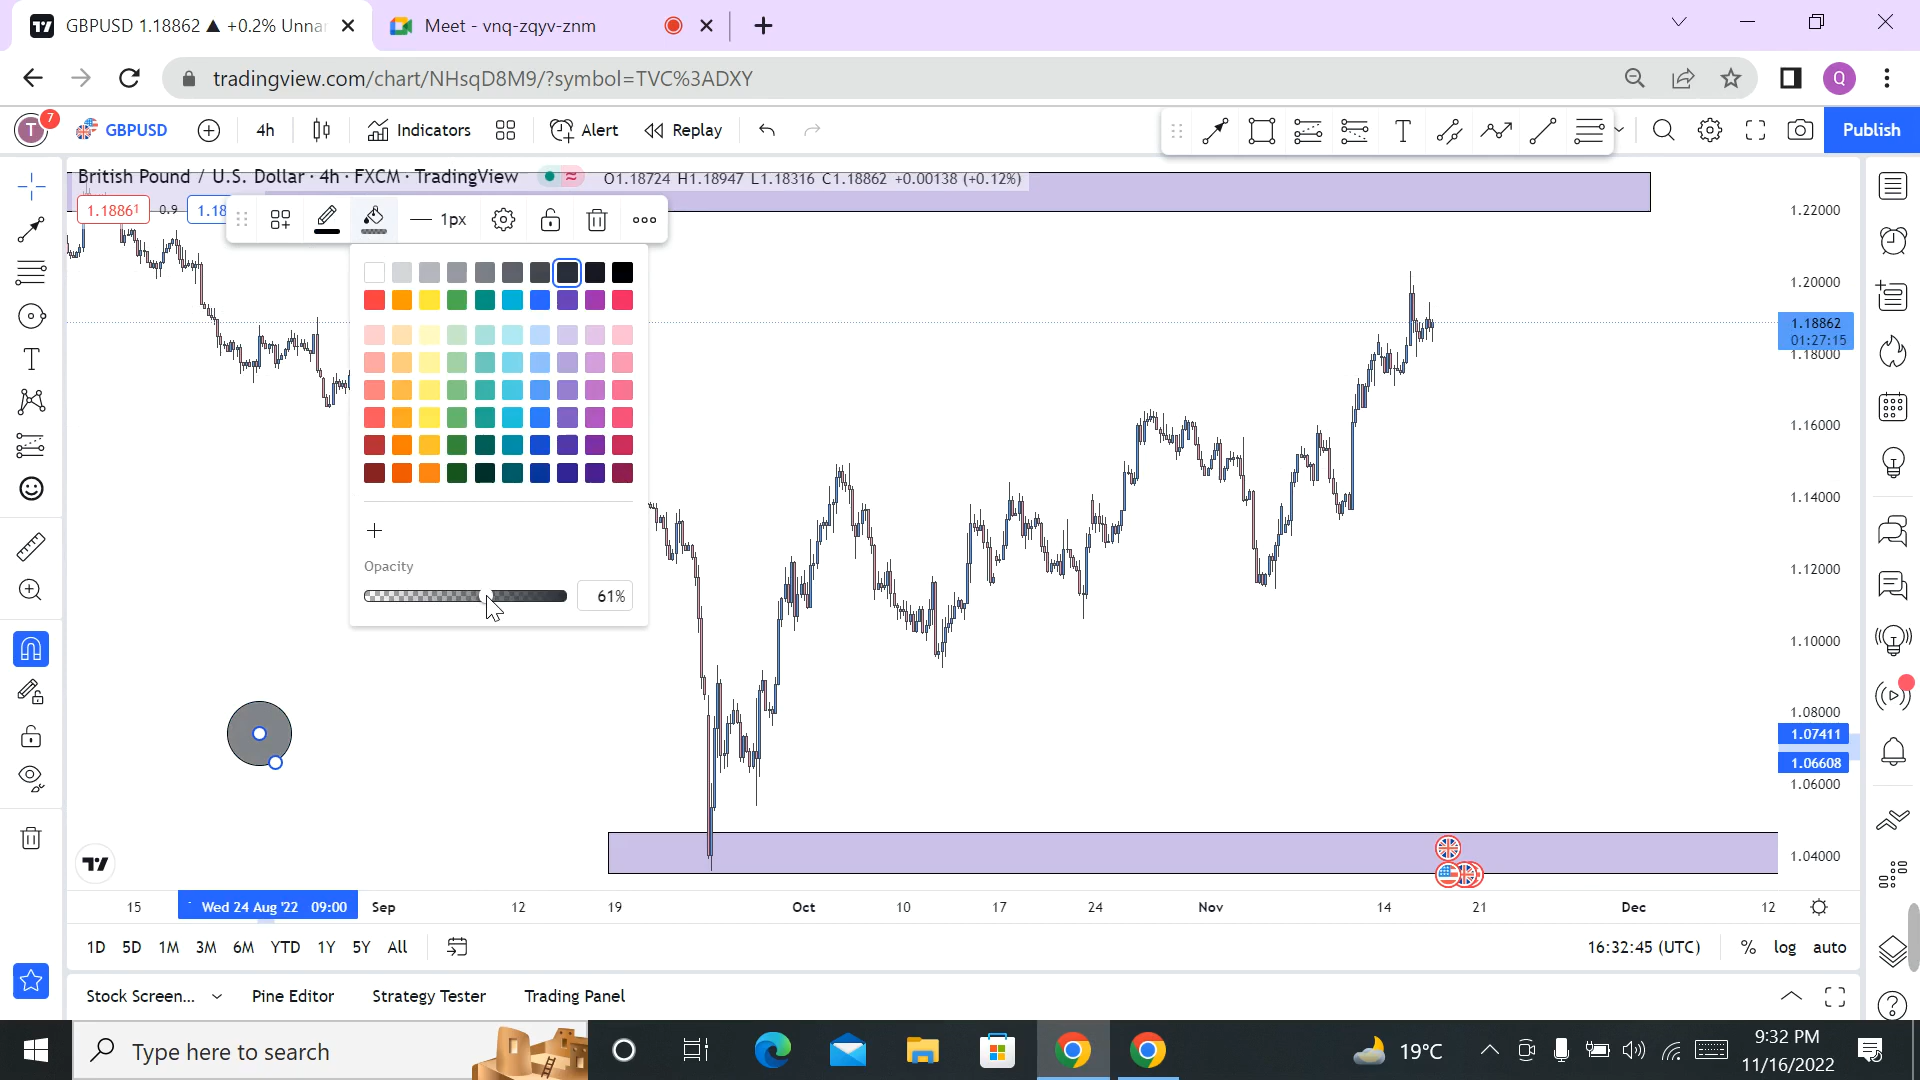 GBPUSD 1.18862 ▲ +0.2% Unnar
Meet - vnq-zqyv-znm
tradingview.com/chart/NHsqD8M9/?symbol=TVC%3ADXY
Q
T 7
GBPUSD
4h
Indicators
Alert
Replay
Publish
British Pound / U.S. Dollar · 4h · FXCM · TradingView
O1.18724 H1.18947 L1.18316 C1.18862 +0.00138 (+0.12%)
1.18861
0.9
1.18
1px
1.22000
1.20000
1.18862
01:27:15
1.18000
1.16000
1.14000
1.12000
1.10000
1.08000
1.07411
1.06608
1.06000
1.04000
Opacity
61%
15
Wed 24 Aug '22 09:00
Sep
12
19
Oct
10
17
24
Nov
14
21
Dec
12
1D 5D 1M 3M 6M YTD 1Y 5Y All
16:32:45 (UTC)
% log auto
Stock Screen...
Pine Editor
Strategy Tester
Trading Panel
Type here to search
19°C
9:32 PM
11/16/2022